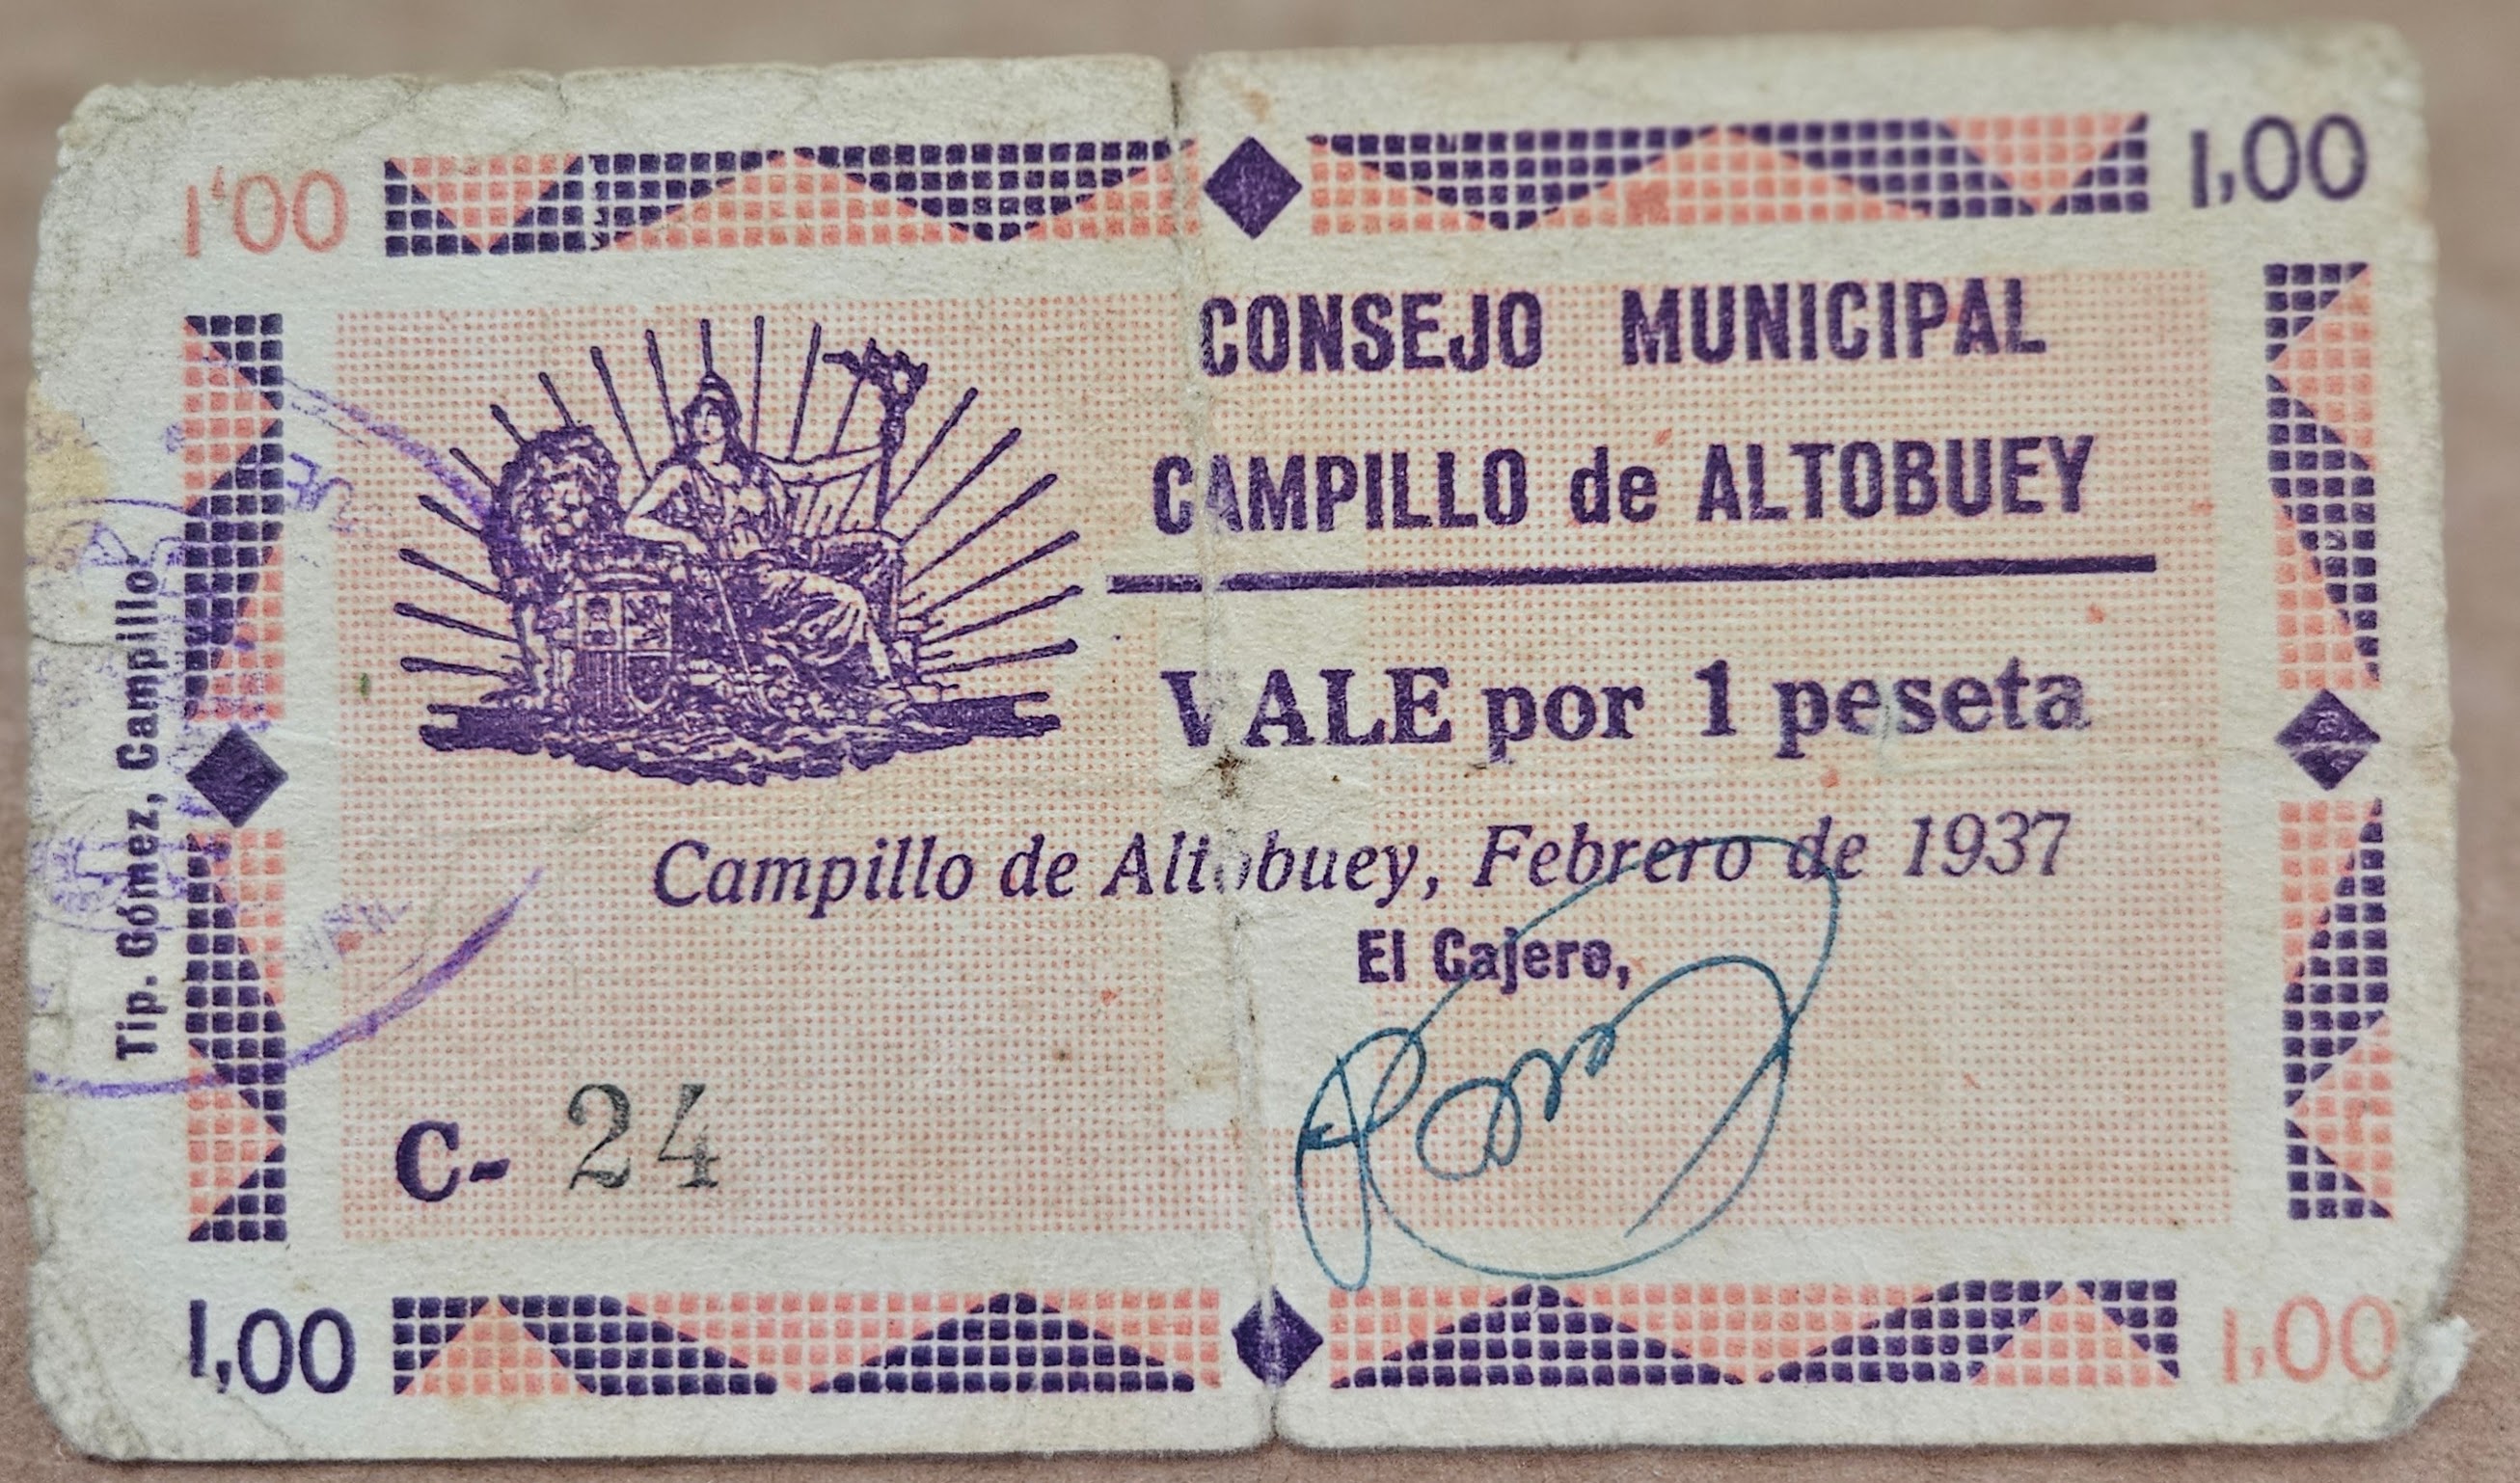 1,00
1,00
CONSEJO MUNICIPAL
CAMPILLO de ALTOBUEY
VALE por 1 peseta
Campillo de Altobuey, Febrero de 1937
El Cajero,
C- 24
Tip. Gómez, Campillo
1,00
1,00